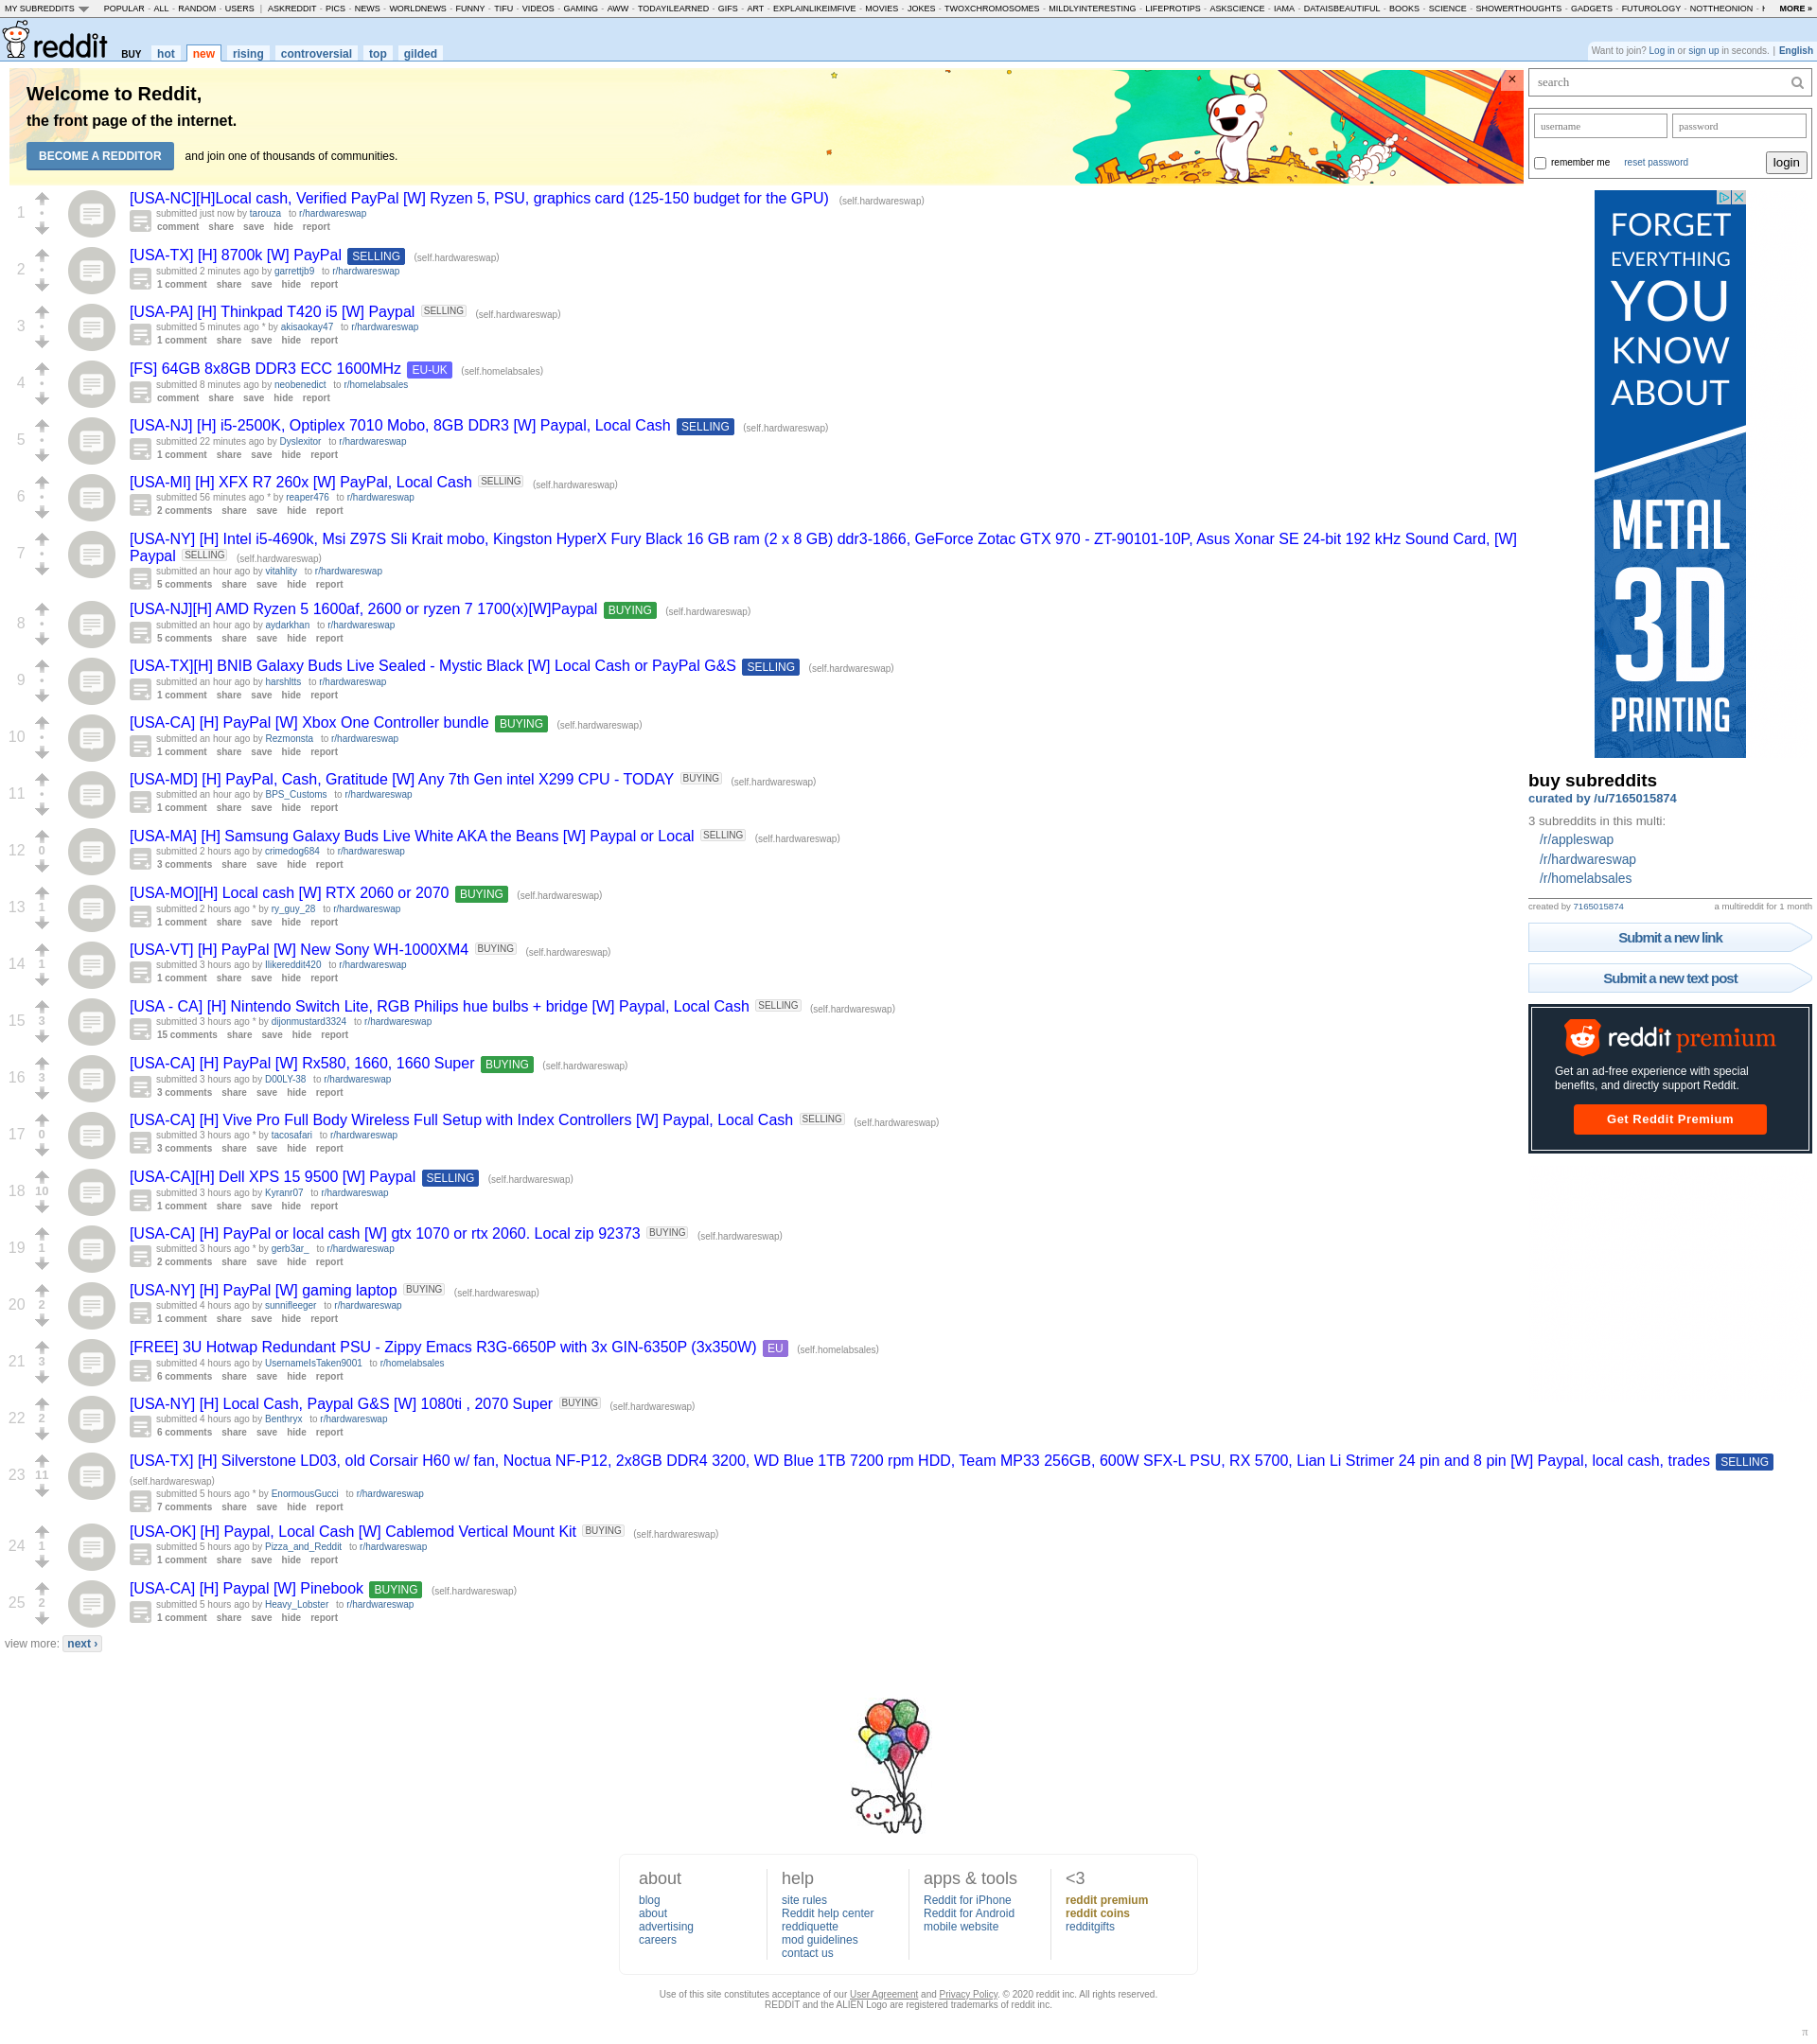 MY SUBREDDITS POPULAR - ALL - RANDOM - USERS | ASKREDDIT - PICS - NEWS - WORLDNEWS - FUNNY - TIFU - VIDEOS - GAMING - AWW - TODAYILEARNED - GIFS - ART - EXPLAINLIKEIMFIVE - MOVIES - JOKES - TWOXCHROMOSOMES - MILDLYINTERESTING - LIFEPROTIPS - ASKSCIENCE - IAMA - DATAISBEAUTIFUL - BOOKS - SCIENCE - SHOWERTHOUGHTS - GADGETS - FUTUROLOGY - NOTTHEONION - MORE »
reddit BUY hot new rising controversial top gilded
Want to join? Log in or sign up in seconds. | English
Welcome to Reddit,
the front page of the internet.
BECOME A REDDITOR and join one of thousands of communities.
×
1
[USA-NC][H]Local cash, Verified PayPal [W] Ryzen 5, PSU, graphics card (125-150 budget for the GPU) (self.hardwareswap)
submitted just now by tarouza to r/hardwareswap
comment share save hide report
2
[USA-TX] [H] 8700k [W] PayPal SELLING (self.hardwareswap)
submitted 2 minutes ago by garrettjb9 to r/hardwareswap
1 comment share save hide report
3
[USA-PA] [H] Thinkpad T420 i5 [W] Paypal SELLING (self.hardwareswap)
submitted 5 minutes ago * by akisaokay47 to r/hardwareswap
1 comment share save hide report
4
[FS] 64GB 8x8GB DDR3 ECC 1600MHz EU-UK (self.homelabsales)
submitted 8 minutes ago by neobenedict to r/homelabsales
comment share save hide report
5
[USA-NJ] [H] i5-2500K, Optiplex 7010 Mobo, 8GB DDR3 [W] Paypal, Local Cash SELLING (self.hardwareswap)
submitted 22 minutes ago by Dyslexitor to r/hardwareswap
1 comment share save hide report
6
[USA-MI] [H] XFX R7 260x [W] PayPal, Local Cash SELLING (self.hardwareswap)
submitted 56 minutes ago * by reaper476 to r/hardwareswap
2 comments share save hide report
7
[USA-NY] [H] Intel i5-4690k, Msi Z97S Sli Krait mobo, Kingston HyperX Fury Black 16 GB ram (2 x 8 GB) ddr3-1866, GeForce Zotac GTX 970 - ZT-90101-10P, Asus Xonar SE 24-bit 192 kHz Sound Card, [W]
Paypal SELLING (self.hardwareswap)
submitted an hour ago by vitahlity to r/hardwareswap
5 comments share save hide report
8
[USA-NJ][H] AMD Ryzen 5 1600af, 2600 or ryzen 7 1700(x)[W]Paypal BUYING (self.hardwareswap)
submitted an hour ago by aydarkhan to r/hardwareswap
5 comments share save hide report
9
[USA-TX][H] BNIB Galaxy Buds Live Sealed - Mystic Black [W] Local Cash or PayPal G&S SELLING (self.hardwareswap)
submitted an hour ago by harshltts to r/hardwareswap
1 comment share save hide report
10
[USA-CA] [H] PayPal [W] Xbox One Controller bundle BUYING (self.hardwareswap)
submitted an hour ago by Rezmonsta to r/hardwareswap
1 comment share save hide report
11
[USA-MD] [H] PayPal, Cash, Gratitude [W] Any 7th Gen intel X299 CPU - TODAY BUYING (self.hardwareswap)
submitted an hour ago by BPS_Customs to r/hardwareswap
1 comment share save hide report
12 0
[USA-MA] [H] Samsung Galaxy Buds Live White AKA the Beans [W] Paypal or Local SELLING (self.hardwareswap)
submitted 2 hours ago by crimedog684 to r/hardwareswap
3 comments share save hide report
13 1
[USA-MO][H] Local cash [W] RTX 2060 or 2070 BUYING (self.hardwareswap)
submitted 2 hours ago * by ry_guy_28 to r/hardwareswap
1 comment share save hide report
14 1
[USA-VT] [H] PayPal [W] New Sony WH-1000XM4 BUYING (self.hardwareswap)
submitted 3 hours ago by Ilikereddit420 to r/hardwareswap
1 comment share save hide report
15 3
[USA - CA] [H] Nintendo Switch Lite, RGB Philips hue bulbs + bridge [W] Paypal, Local Cash SELLING (self.hardwareswap)
submitted 3 hours ago * by dijonmustard3324 to r/hardwareswap
15 comments share save hide report
16 3
[USA-CA] [H] PayPal [W] Rx580, 1660, 1660 Super BUYING (self.hardwareswap)
submitted 3 hours ago by D00LY-38 to r/hardwareswap
3 comments share save hide report
17 0
[USA-CA] [H] Vive Pro Full Body Wireless Full Setup with Index Controllers [W] Paypal, Local Cash SELLING (self.hardwareswap)
submitted 3 hours ago * by tacosafari to r/hardwareswap
3 comments share save hide report
18 10
[USA-CA][H] Dell XPS 15 9500 [W] Paypal SELLING (self.hardwareswap)
submitted 3 hours ago by Kyranr07 to r/hardwareswap
1 comment share save hide report
19 1
[USA-CA] [H] PayPal or local cash [W] gtx 1070 or rtx 2060. Local zip 92373 BUYING (self.hardwareswap)
submitted 3 hours ago * by gerb3ar_ to r/hardwareswap
2 comments share save hide report
20 2
[USA-NY] [H] PayPal [W] gaming laptop BUYING (self.hardwareswap)
submitted 4 hours ago by sunnifleeger to r/hardwareswap
1 comment share save hide report
21 3
[FREE] 3U Hotwap Redundant PSU - Zippy Emacs R3G-6650P with 3x GIN-6350P (3x350W) EU (self.homelabsales)
submitted 4 hours ago by UsernameIsTaken9001 to r/homelabsales
6 comments share save hide report
22 2
[USA-NY] [H] Local Cash, Paypal G&S [W] 1080ti , 2070 Super BUYING (self.hardwareswap)
submitted 4 hours ago by Benthryx to r/hardwareswap
6 comments share save hide report
23 11
[USA-TX] [H] Silverstone LD03, old Corsair H60 w/ fan, Noctua NF-P12, 2x8GB DDR4 3200, WD Blue 1TB 7200 rpm HDD, Team MP33 256GB, 600W SFX-L PSU, RX 5700, Lian Li Strimer 24 pin and 8 pin [W] Paypal, local cash, trades SELLING
(self.hardwareswap)
submitted 5 hours ago * by EnormousGucci to r/hardwareswap
7 comments share save hide report
24 1
[USA-OK] [H] Paypal, Local Cash [W] Cablemod Vertical Mount Kit BUYING (self.hardwareswap)
submitted 5 hours ago by Pizza_and_Reddit to r/hardwareswap
1 comment share save hide report
25 2
[USA-CA] [H] Paypal [W] Pinebook BUYING (self.hardwareswap)
submitted 5 hours ago by Heavy_Lobster to r/hardwareswap
1 comment share save hide report
view more: next ›
search
username password
remember me reset password login
FORGET
EVERYTHING
YOU
KNOW
ABOUT
METAL
3D
PRINTING
buy subreddits
curated by /u/7165015874
3 subreddits in this multi:
/r/appleswap
/r/hardwareswap
/r/homelabsales
created by 7165015874 a multireddit for 1 month
Submit a new link
Submit a new text post
reddit premium
Get an ad-free experience with special
benefits, and directly support Reddit.
Get Reddit Premium
about
blog
about
advertising
careers
help
site rules
Reddit help center
reddiquette
mod guidelines
contact us
apps & tools
Reddit for iPhone
Reddit for Android
mobile website
<3
reddit premium
reddit coins
redditgifts
Use of this site constitutes acceptance of our User Agreement and Privacy Policy. © 2020 reddit inc. All rights reserved.
REDDIT and the ALIEN Logo are registered trademarks of reddit inc.
π